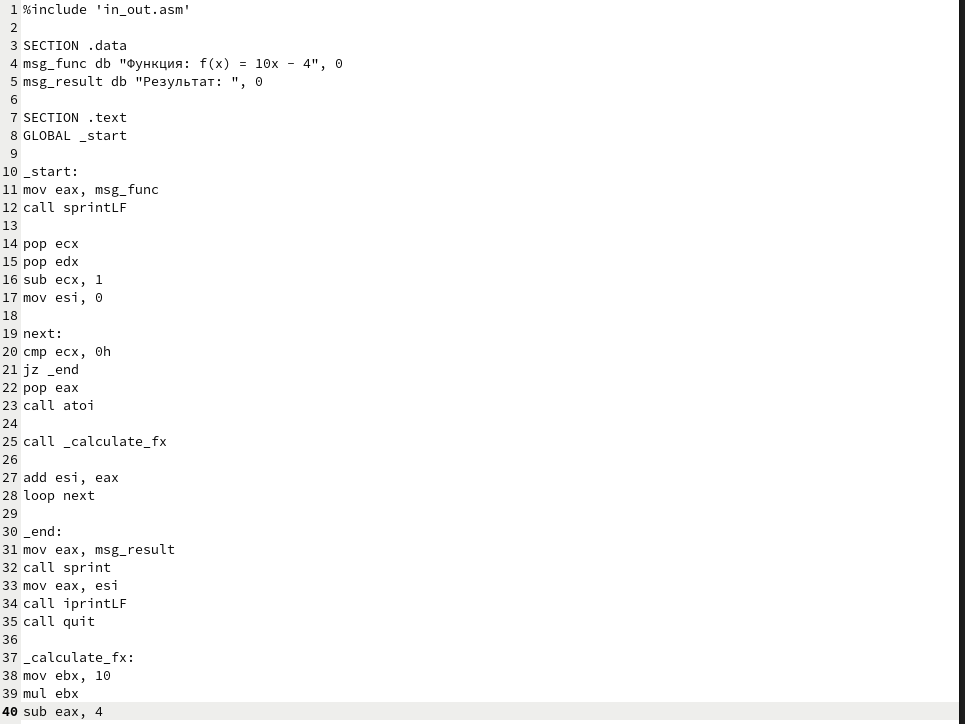 1 %include 'in_out.asm'
2
3 SECTION .data
4 msg_func db "Функция: f(x) = 10x - 4", 0
5 msg_result db "Результат: ", 0
6
7 SECTION .text
8 GLOBAL _start
9
10 _start:
11 mov eax, msg_func
12 call sprintLF
13
14 pop ecx
15 pop edx
16 sub ecx, 1
17 mov esi, 0
18
19 next:
20 cmp ecx, 0h
21 jz _end
22 pop eax
23 call atoi
24
25 call _calculate_fx
26
27 add esi, eax
28 loop next
29
30 _end:
31 mov eax, msg_result
32 call sprint
33 mov eax, esi
34 call iprintLF
35 call quit
36
37 _calculate_fx:
38 mov ebx, 10
39 mul ebx
40 sub eax, 4